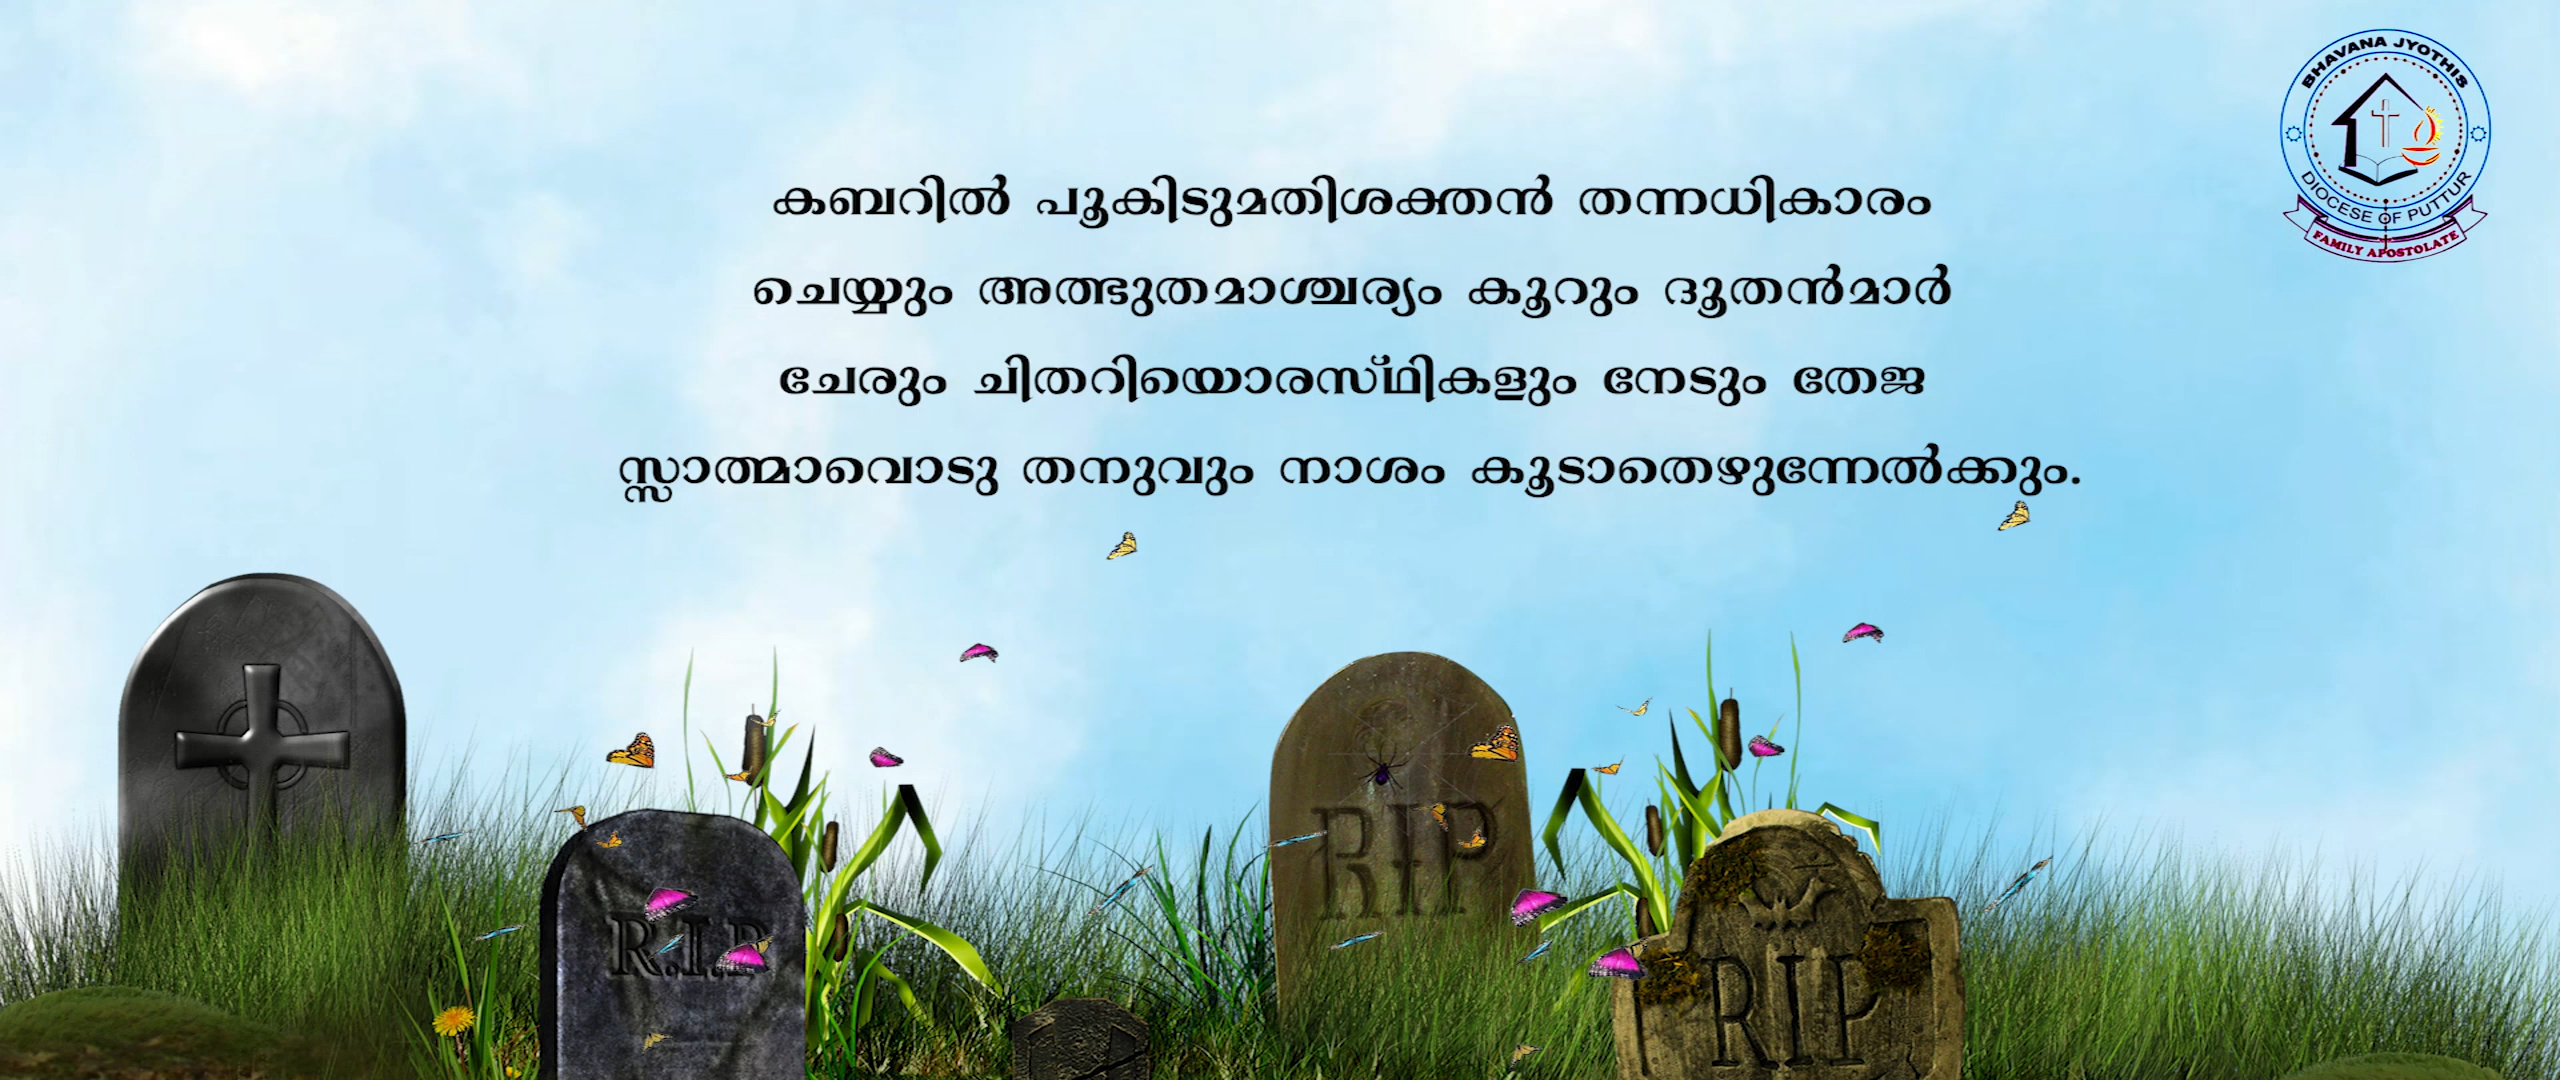 കബറിൽ പൂകിടുമതിശക്തൻ തന്നധികാരം
ചെയ്യും അത്ഭുതമാശ്ചര്യം കൂറും ദൂതൻമാർ
ചേരും ചിതറിയൊരസ്ഥികളും നേടും തേജ
സ്സാത്മാവൊടു തനുവും നാശം കൂടാതെഴുന്നേൽക്കും.
BHAVANA JYOTHIS
DIOCESE OF PUTTUR
FAMILY APOSTOLATE
RIP
R.I.P
RIP